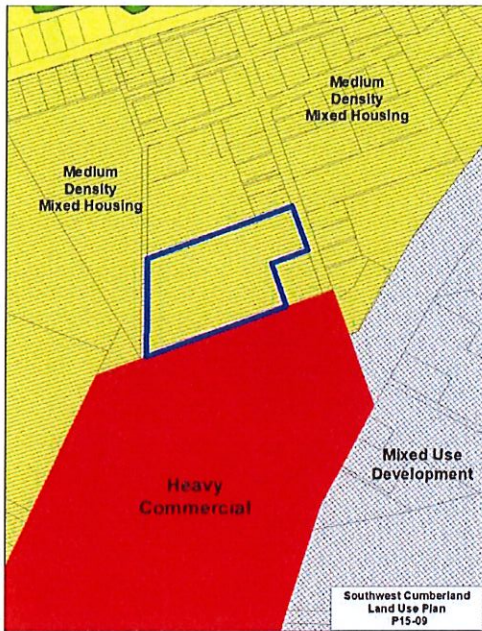 Medium
Density
Mixed Housing
Medium
Density
Mixed Housing
Mixed Use
Development
Heavy
Commercial
Southwest Cumberland
Land Use Plan
P15-09